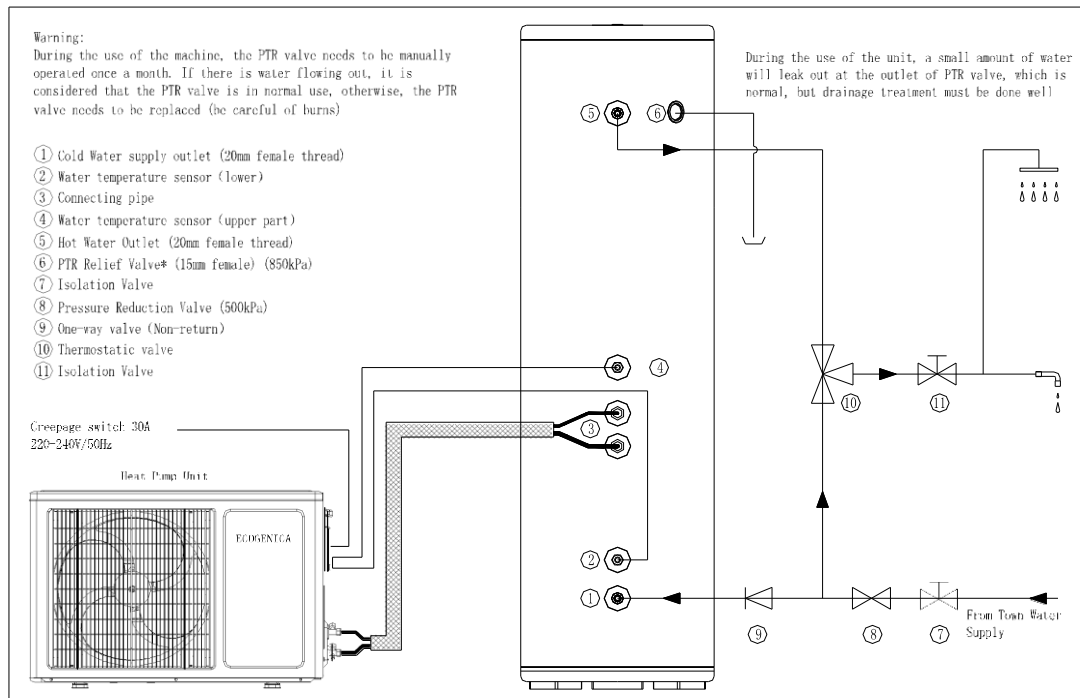 Warning:
During the use of the machine, the PTR valve needs to be manually
operated once a month. If there is water flowing out, it is
considered that the PTR valve is in normal use, otherwise, the PTR
valve needs to be replaced (be careful of burns)
During the use of the unit, a small amount of water
will leak out at the outlet of PTR valve, which is
normal, but drainage treatment must be done well
① Cold Water supply outlet (20mm female thread)
② Water temperature sensor (lower)
③ Connecting pipe
④ Water temperature sensor (upper part)
⑤ Hot Water Outlet (20mm female thread)
⑥ PTR Relief Valve* (15mm female) (850kPa)
⑦ Isolation Valve
⑧ Pressure Reduction Valve (500kPa)
⑨ One-way valve (Non-return)
⑩ Thermostatic valve
⑪ Isolation Valve
⑤ ⑥
④
⑩ ⑪
③
Creepage switch 30A
220-240V/50Hz
Heat Pump Unit
ECOGENICA
②
①
⑨ ⑧ ⑦
From Town Water
Supply